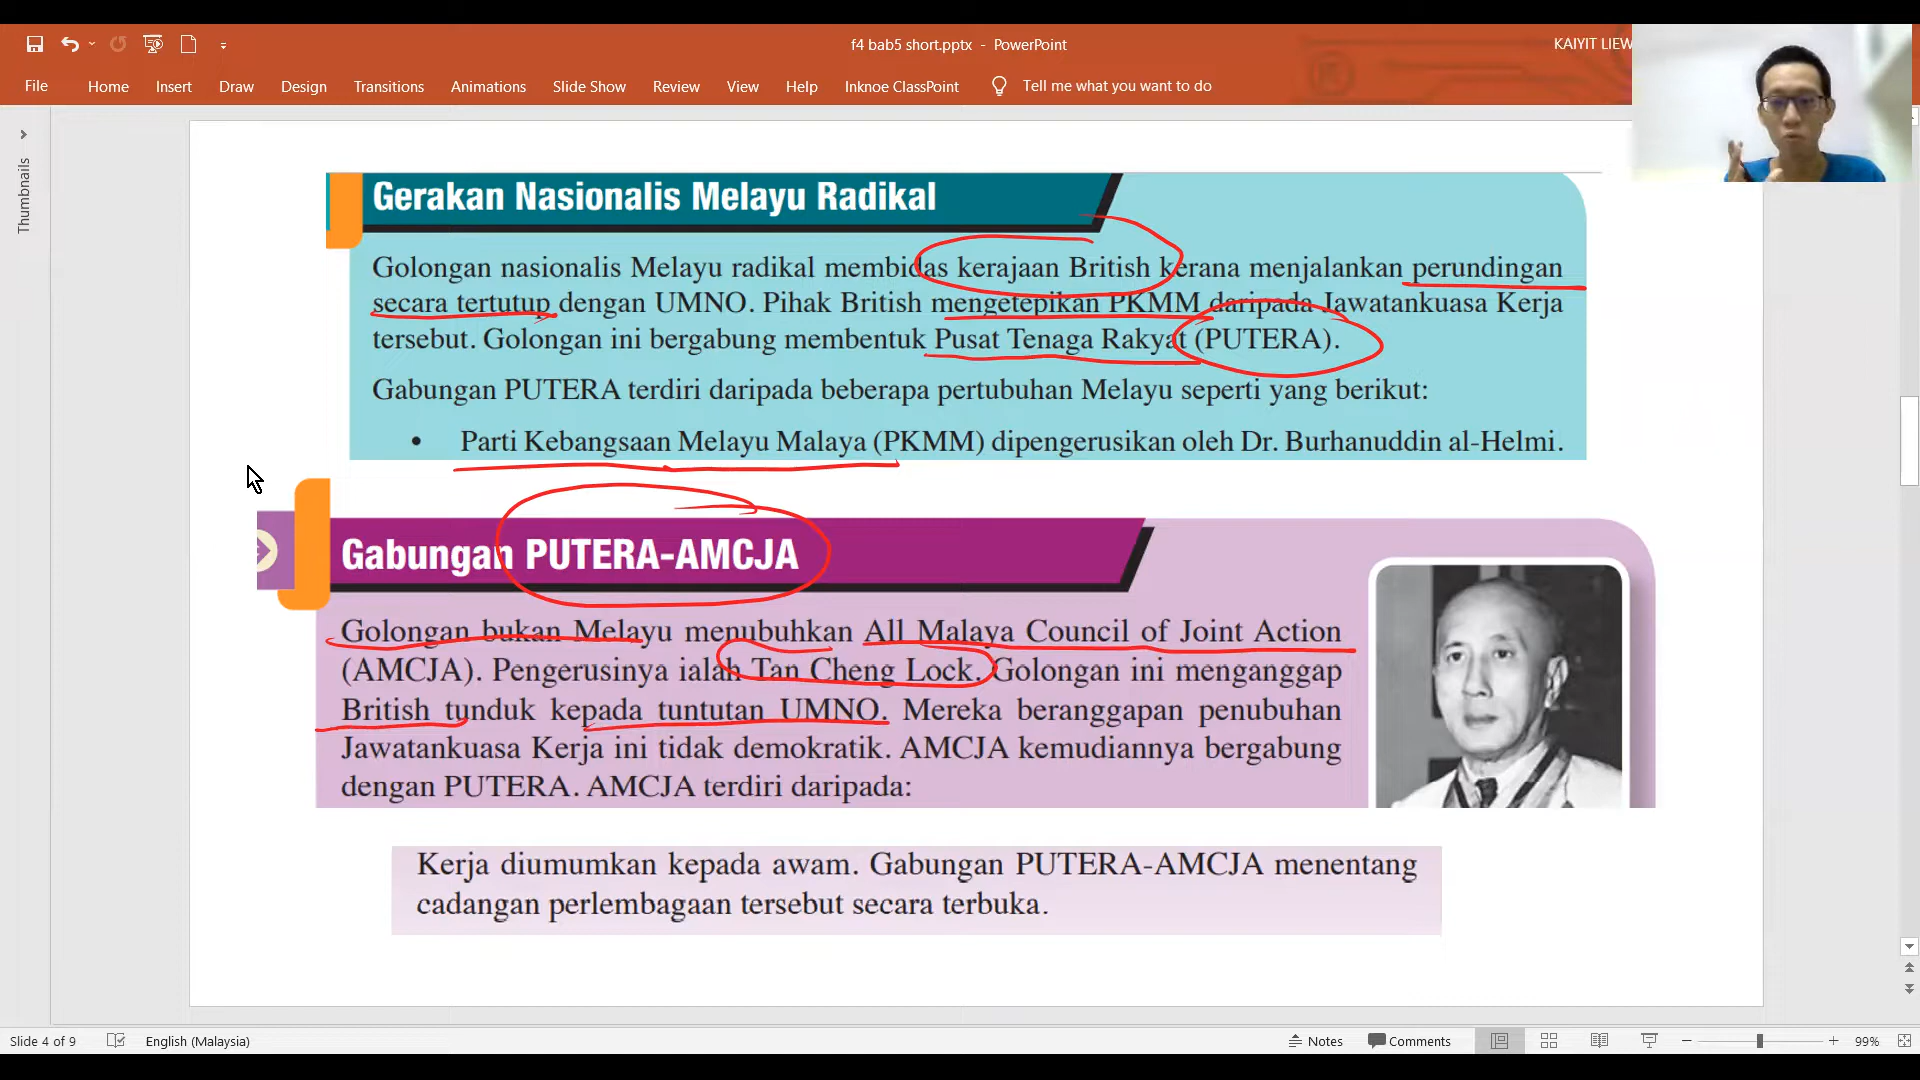 f4 bab5 short.pptx - PowerPoint
KAIYIT LIEW
File Home Insert Draw Design Transitions Animations Slide Show Review View Help Inknoe ClassPoint Tell me what you want to do
Thumbnails
Gerakan Nasionalis Melayu Radikal
Golongan nasionalis Melayu radikal membidas kerajaan British kerana menjalankan perundingan
secara tertutup dengan UMNO. Pihak British mengetepikan PKMM daripada Jawatankuasa Kerja
tersebut. Golongan ini bergabung membentuk Pusat Tenaga Rakyat (PUTERA).
Gabungan PUTERA terdiri daripada beberapa pertubuhan Melayu seperti yang berikut:
• Parti Kebangsaan Melayu Malaya (PKMM) dipengerusikan oleh Dr. Burhanuddin al-Helmi.
Gabungan PUTERA-AMCJA
Golongan bukan Melayu menubuhkan All Malaya Council of Joint Action
(AMCJA). Pengerusinya ialah Tan Cheng Lock. Golongan ini menganggap
British tunduk kepada tuntutan UMNO. Mereka beranggapan penubuhan
Jawatankuasa Kerja ini tidak demokratik. AMCJA kemudiannya bergabung
dengan PUTERA. AMCJA terdiri daripada:
Kerja diumumkan kepada awam. Gabungan PUTERA-AMCJA menentang
cadangan perlembagaan tersebut secara terbuka.
Slide 4 of 9 English (Malaysia) Notes Comments 99%